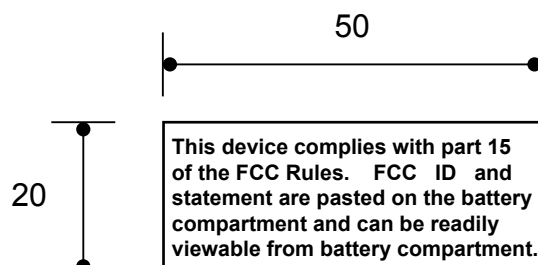 50
20
This device complies with part 15
of the FCC Rules. FCC ID and
statement are pasted on the battery
compartment and can be readily
viewable from battery compartment.